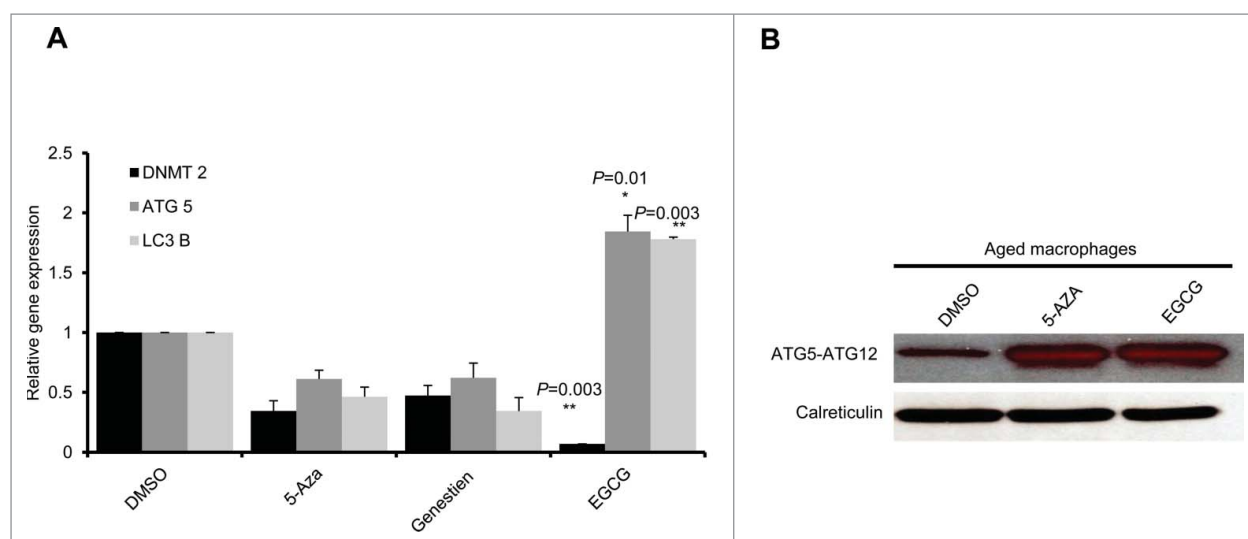 A
B
Relative gene expression
2.5
2
1.5
1
0.5
0
DNMT 2
ATG 5
LC3 B
P=0.01
*
P=0.003
**
P=0.003
**
DMSO
5-Aza
Genestien
EGCG
Aged macrophages
DMSO
5-AZA
EGCG
ATG5-ATG12
Calreticulin